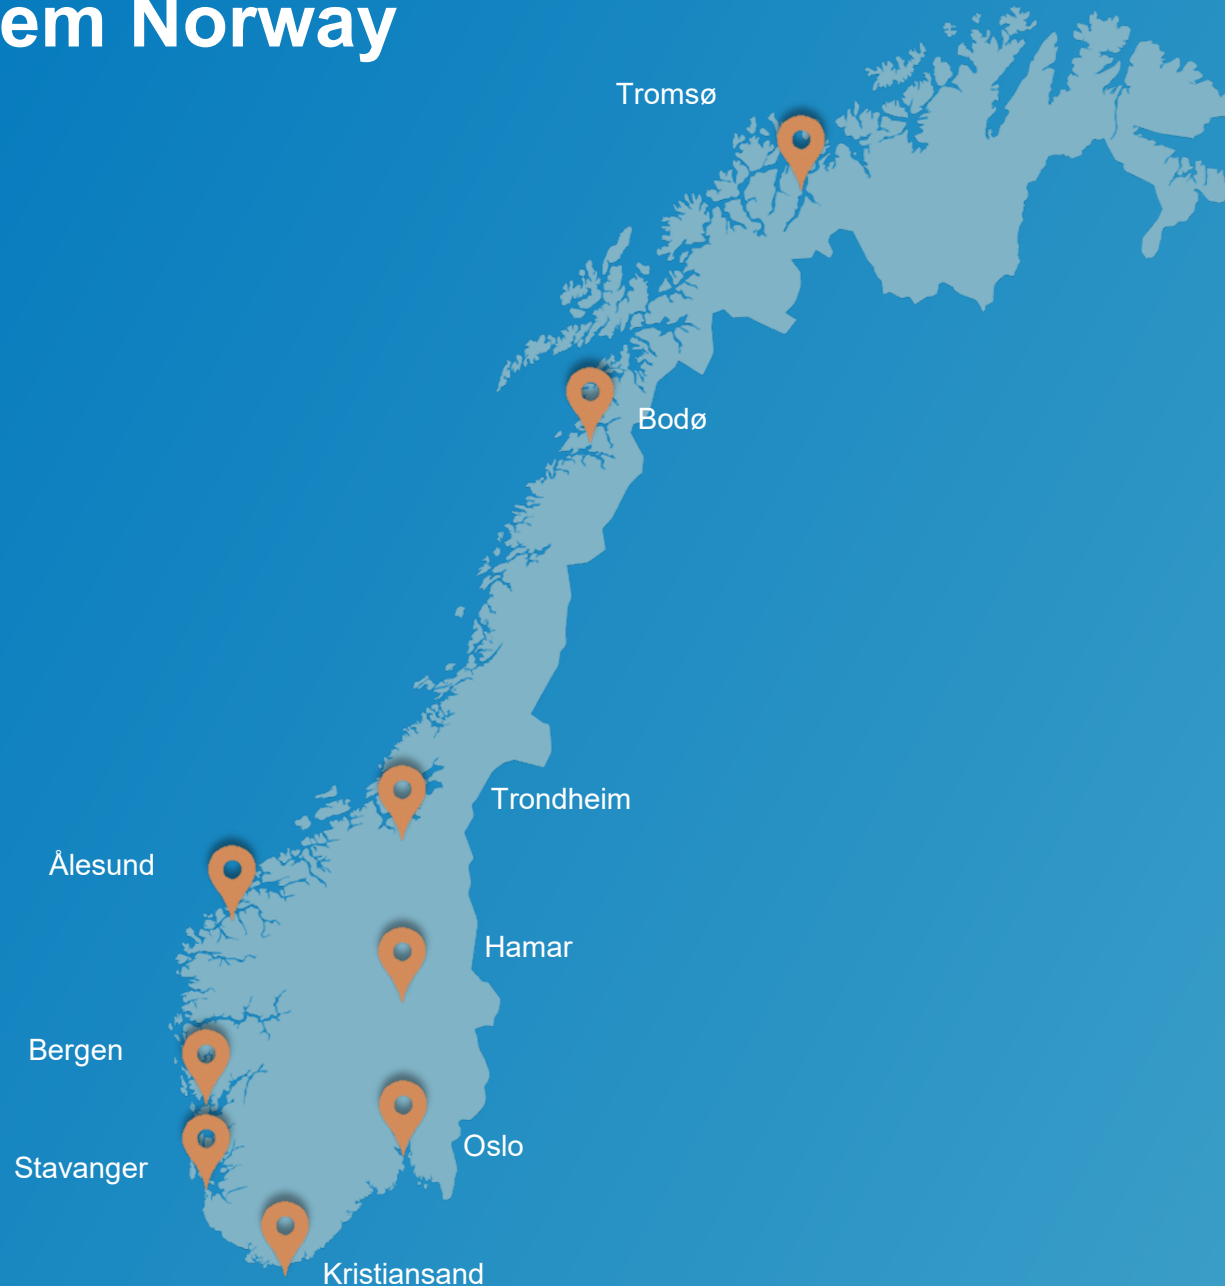 em Norway
Tromsø
Bodø
Trondheim
Ålesund
Hamar
Bergen
Oslo
Stavanger
Kristiansand